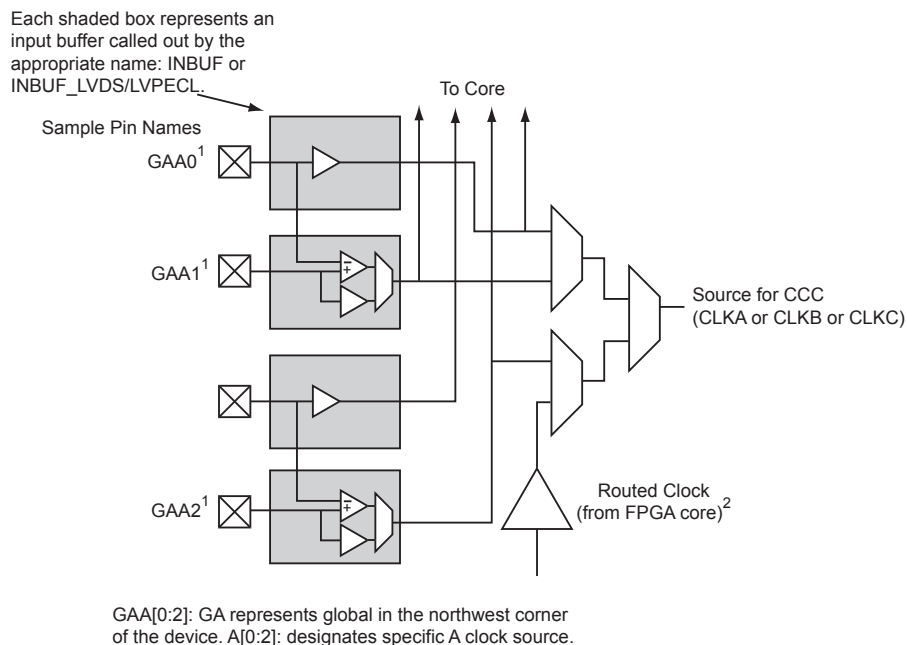 Each shaded box represents an
input buffer called out by the
appropriate name: INBUF or
INBUF_LVDS/LVPECL.
To Core
Sample Pin Names
GAA0¹
GAA1¹
Source for CCC
(CLKA or CLKB or CLKC)
GAA2¹
Routed Clock
(from FPGA core)²
GAA[0:2]: GA represents global in the northwest corner
of the device. A[0:2]: designates specific A clock source.